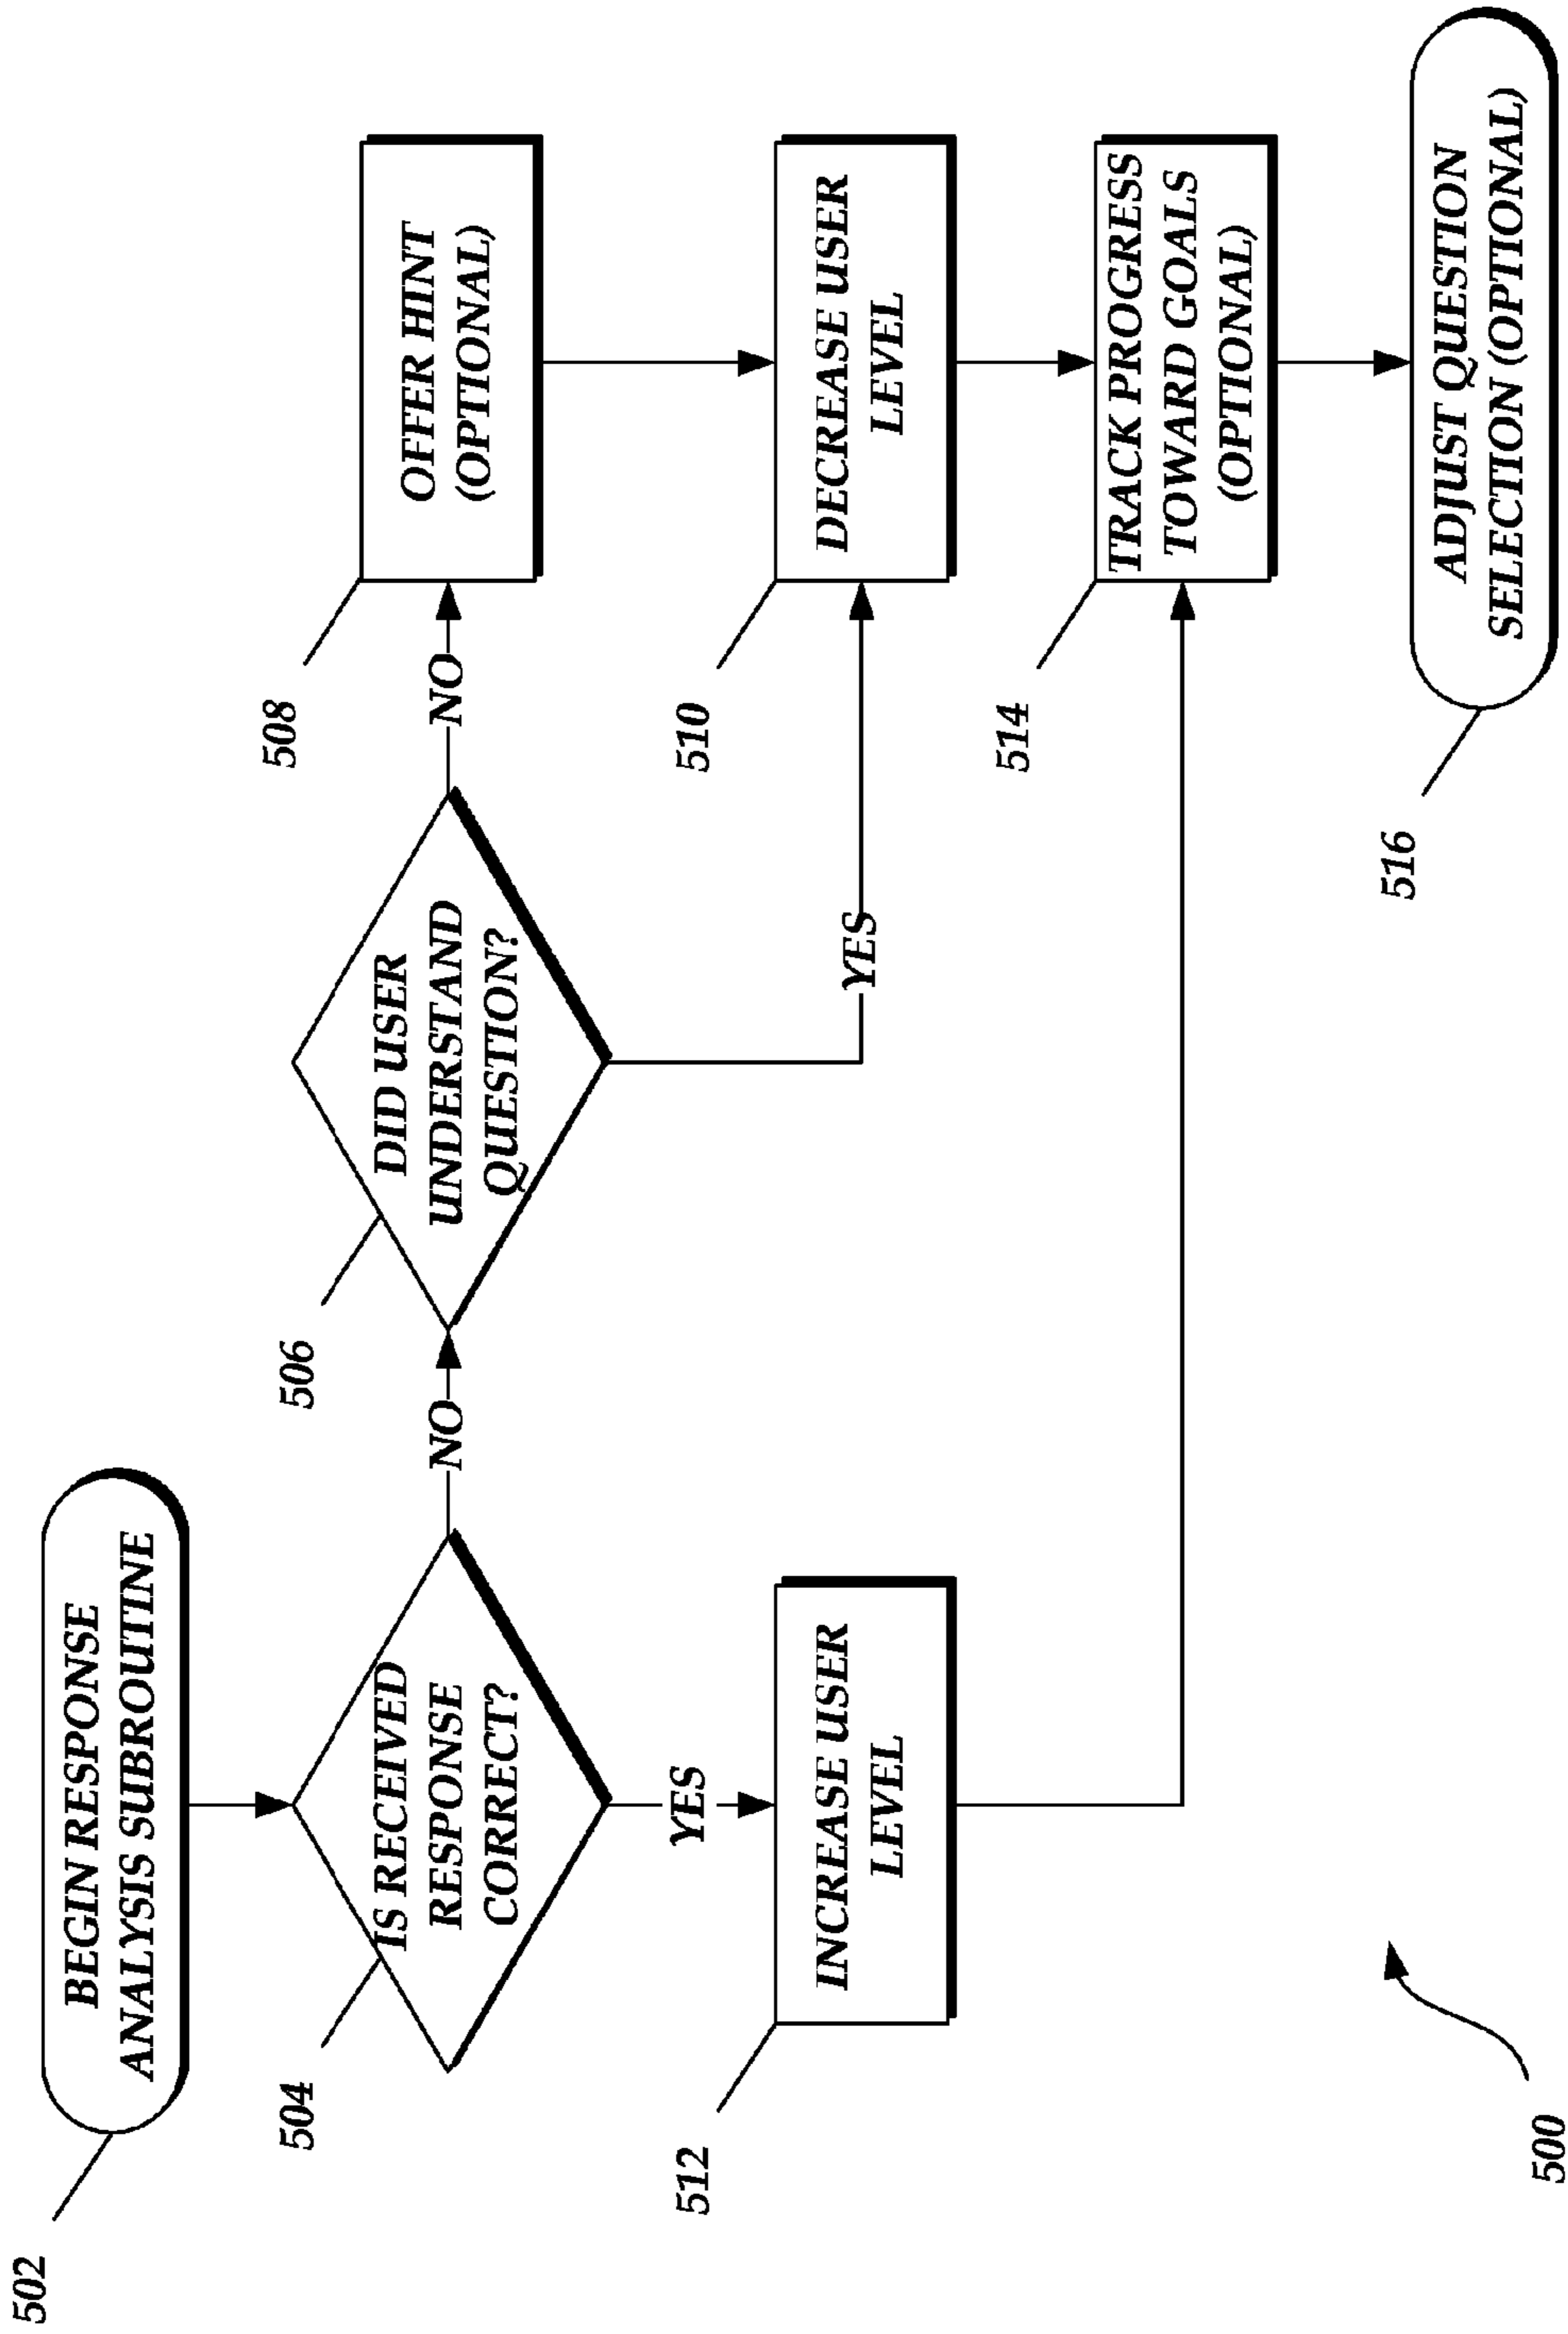 502
BEGIN RESPONSE
ANALYSIS SUBROUTINE
504
IS RECEIVED
RESPONSE
CORRECT?
NO
506
DID USER
UNDERSTAND
QUESTION?
NO
508
OFFER HINT
(OPTIONAL)
YES
512
INCREASE USER
LEVEL
YES
510
DECREASE USER
LEVEL
514
TRACK PROGRESS
TOWARD GOALS
(OPTIONAL)
516
ADJUST QUESTION
SELECTION (OPTIONAL)
500